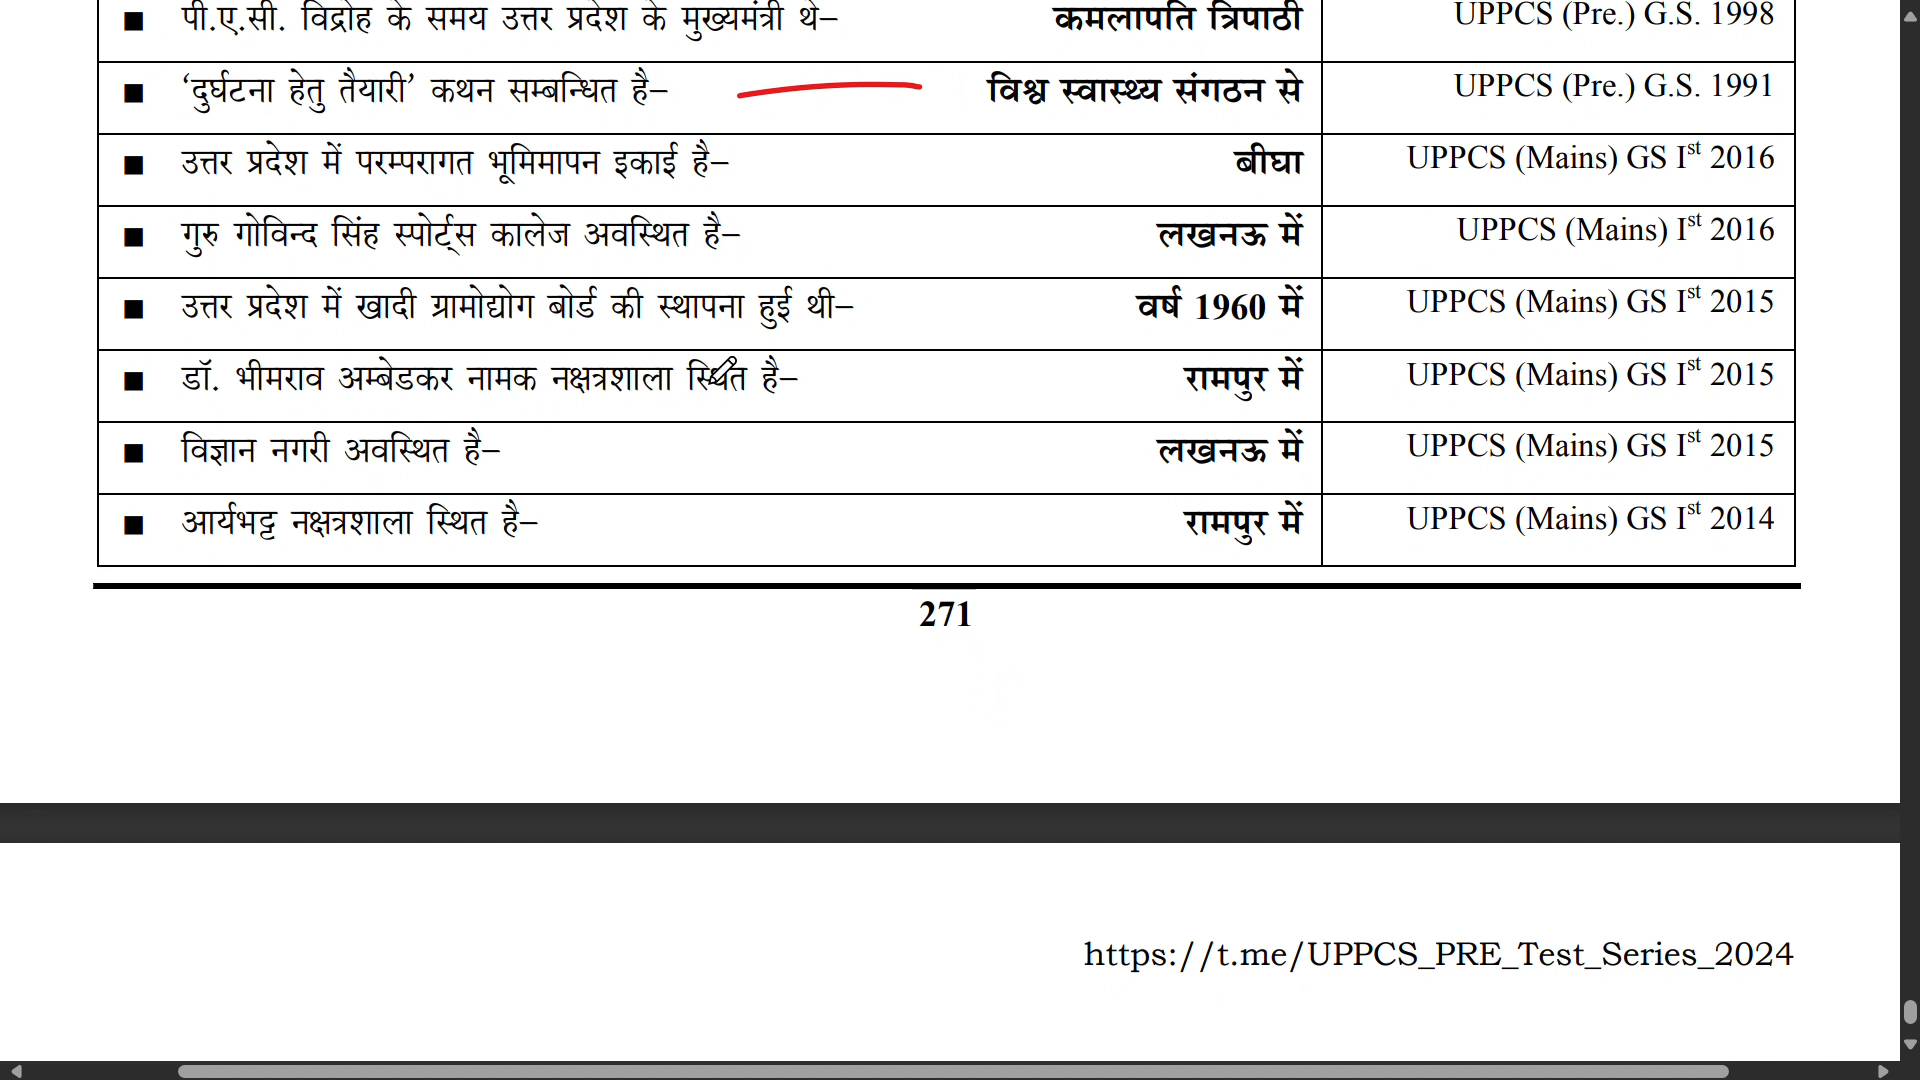 ■ पी.ए.सी. विद्रोह के समय उत्तर प्रदेश के मुख्यमंत्री थे– कमलापति त्रिपाठी UPPCS (Pre.) G.S. 1998
■ ‘दुर्घटना हेतु तैयारी’ कथन सम्बन्धित है– विश्व स्वास्थ्य संगठन से UPPCS (Pre.) G.S. 1991
■ उत्तर प्रदेश में परम्परागत भूमिमापन इकाई है– बीघा UPPCS (Mains) GS Ist 2016
■ गुरु गोविन्द सिंह स्पोर्ट्स कालेज अवस्थित है– लखनऊ में UPPCS (Mains) Ist 2016
■ उत्तर प्रदेश में खादी ग्रामोद्योग बोर्ड की स्थापना हुई थी– वर्ष 1960 में UPPCS (Mains) GS Ist 2015
■ डॉ. भीमराव अम्बेडकर नामक नक्षत्रशाला स्थित है– रामपुर में UPPCS (Mains) GS Ist 2015
■ विज्ञान नगरी अवस्थित है– लखनऊ में UPPCS (Mains) GS Ist 2015
■ आर्यभट्ट नक्षत्रशाला स्थित है– रामपुर में UPPCS (Mains) GS Ist 2014
271
https://t.me/UPPCS_PRE_Test_Series_2024